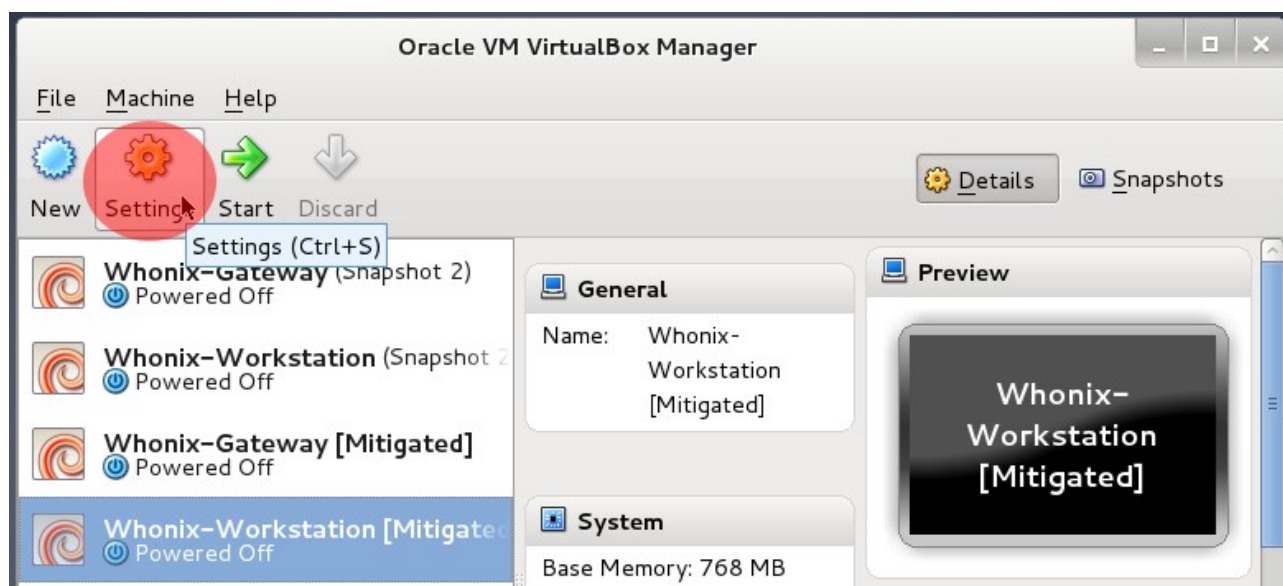 Oracle VM VirtualBox Manager
File Machine Help
New Settings Start Discard
Details Snapshots
Settings (Ctrl+S)
Whonix-Gateway (Snapshot 2)
Powered Off
Whonix-Workstation (Snapshot 2
Powered Off
Whonix-Gateway [Mitigated]
Powered Off
Whonix-Workstation [Mitigated
Powered Off
General
Name: Whonix-
Workstation
[Mitigated]
System
Base Memory: 768 MB
Preview
Whonix-
Workstation
[Mitigated]